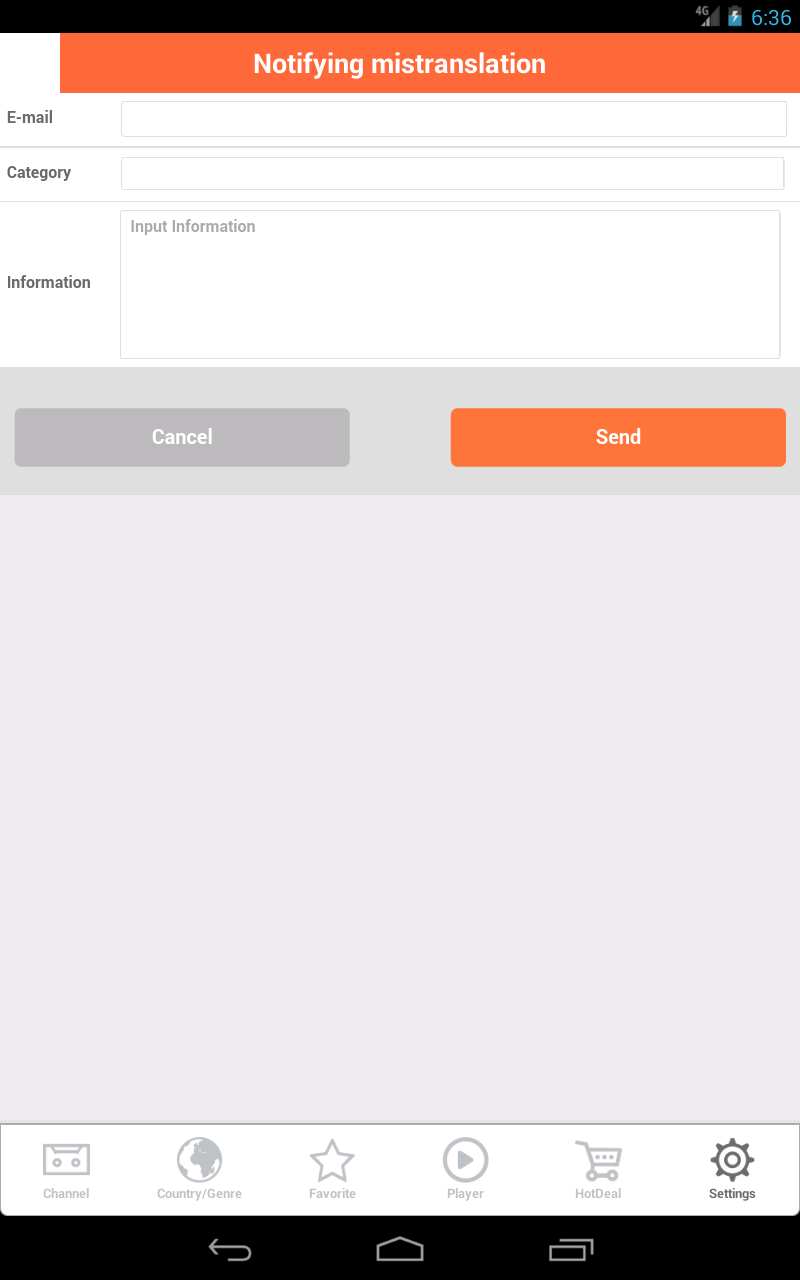 4G 6:36
Notifying mistranslation
E-mail
Category
Input Information
Information
Cancel Send
Channel Country/Genre Favorite Player HotDeal Settings